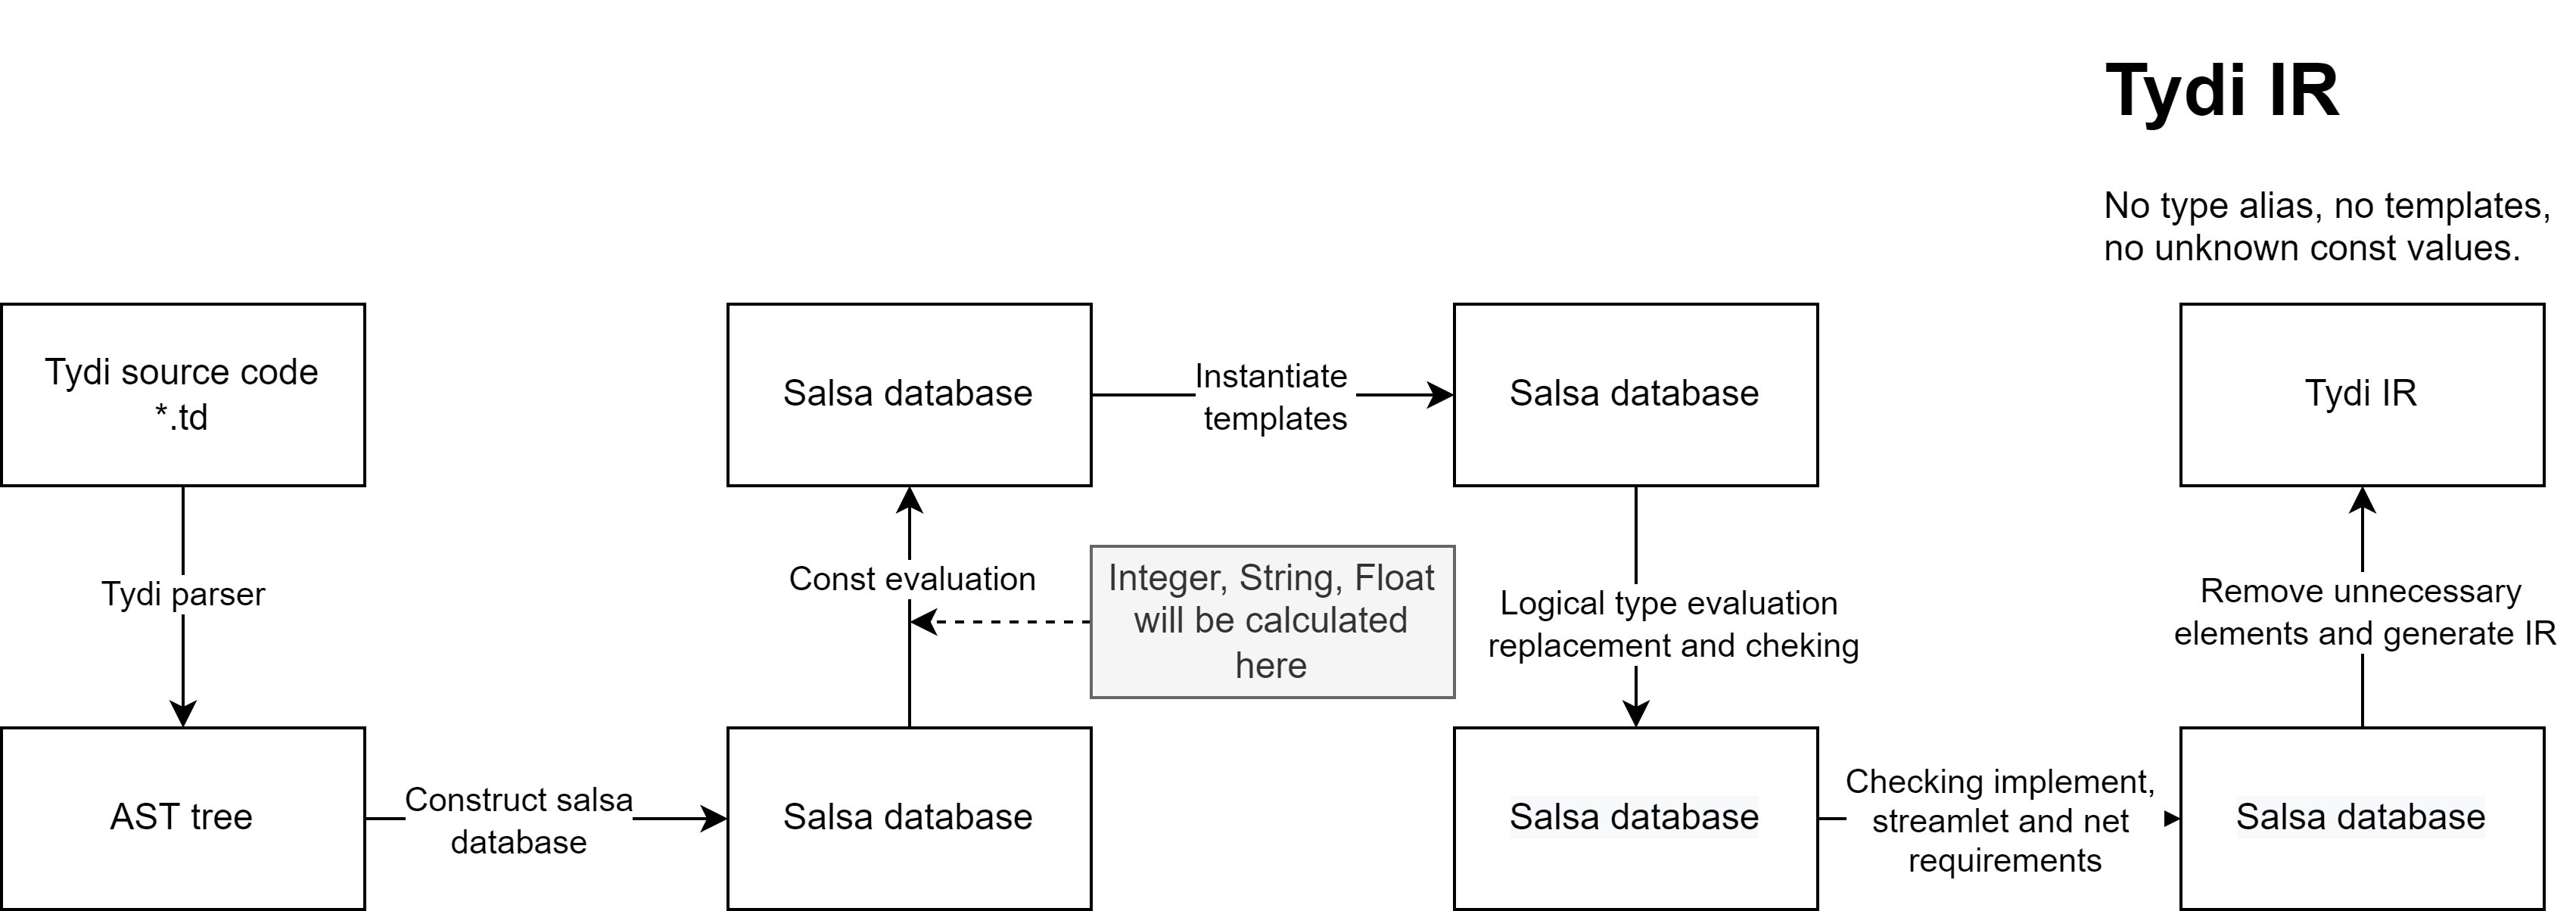 Tydi IR
No type alias, no templates,
no unknown const values.
Tydi source code
*.td
Salsa database
Instantiate
templates
Salsa database
Tydi IR
Tydi parser
Const evaluation
Integer, String, Float
will be calculated
here
Logical type evaluation
replacement and cheking
Remove unnecessary
elements and generate IR
AST tree
Construct salsa
database
Salsa database
Salsa database
Checking implement,
streamlet and net
requirements
Salsa database